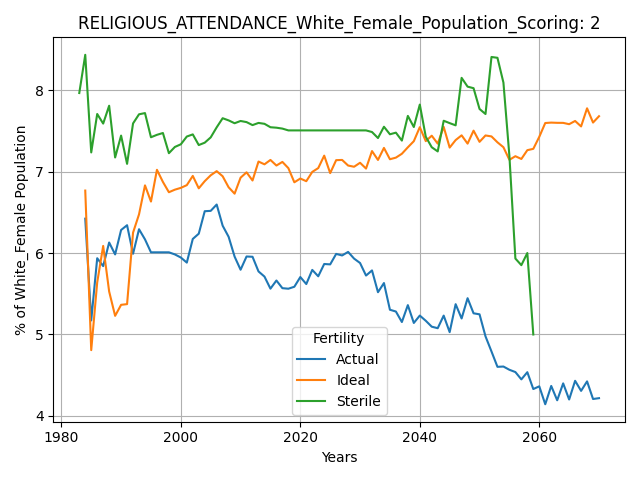 RELIGIOUS_ATTENDANCE_White_Female_Population_Scoring: 2
% of White_Female Population
8
7
6
5
4
Fertility
Actual
Ideal
Sterile
1980 2000 2020 2040 2060
Years